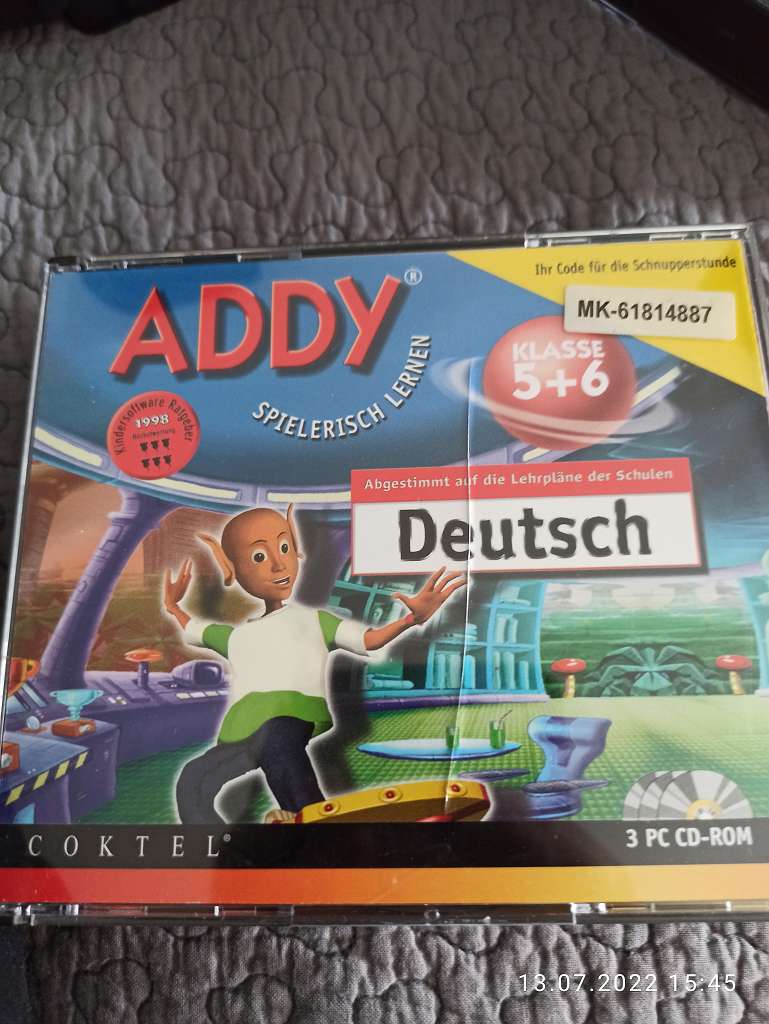 Ihr Code für die Schnupperstunde
MK-61814887
ADDY®
SPIELERISCH LERNEN
KLASSE
5+6
Kindersoftware Ratgeber
1998
Höchstwertung
Abgestimmt auf die Lehrpläne der Schulen
Deutsch
COKTEL®
3 PC CD-ROM
18.07.2022 15:45